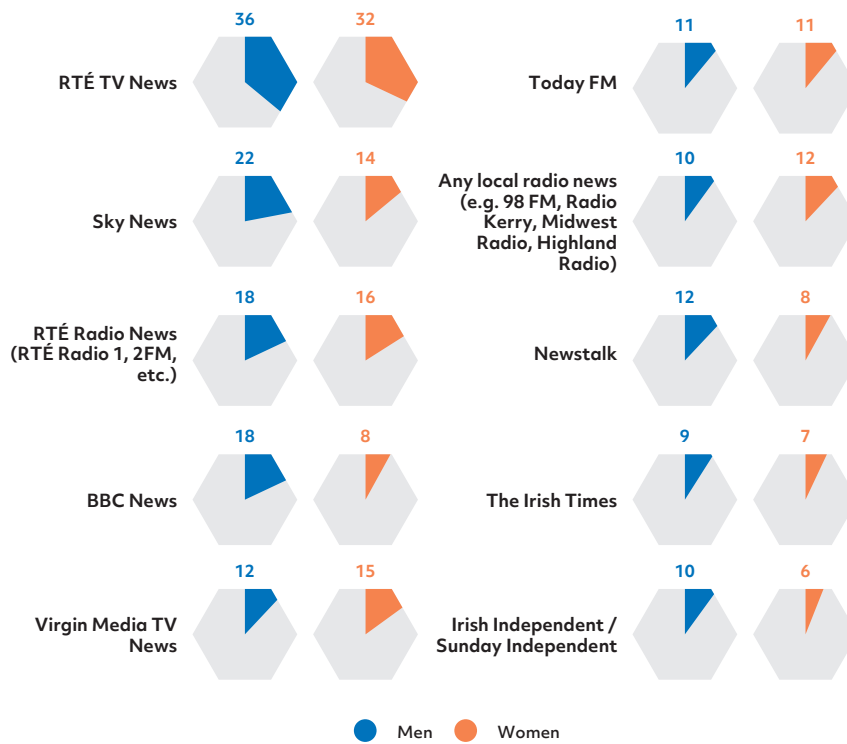 36
32
RTÉ TV News
22
14
Sky News
18
16
RTÉ Radio News
(RTÉ Radio 1, 2FM,
etc.)
18
8
BBC News
12
15
Virgin Media TV
News
11
11
Today FM
10
12
Any local radio news
(e.g. 98 FM, Radio
Kerry, Midwest
Radio, Highland
Radio)
12
8
Newstalk
9
7
The Irish Times
10
6
Irish Independent /
Sunday Independent
Men
Women